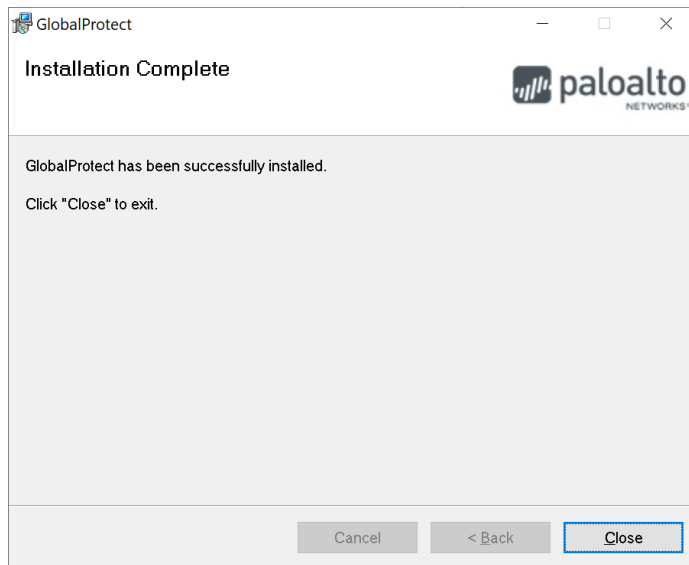 GlobalProtect
Installation Complete
paloalto
NETWORKS®
GlobalProtect has been successfully installed.
Click "Close" to exit.
Cancel
< Back
Close